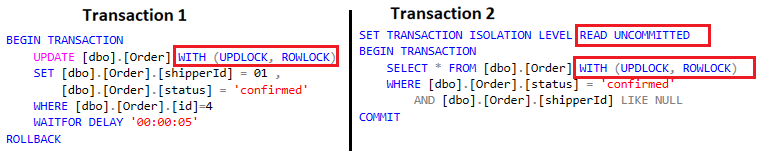 Transaction 1
BEGIN TRANSACTION
UPDATE [dbo].[Order] WITH (UPDLOCK, ROWLOCK)
SET [dbo].[Order].[shipperId] = 01 ,
[dbo].[Order].[status] = 'confirmed'
WHERE [dbo].[Order].[id]=4
WAITFOR DELAY '00:00:05'
ROLLBACK
Transaction 2
SET TRANSACTION ISOLATION LEVEL READ UNCOMMITTED
BEGIN TRANSACTION
SELECT * FROM [dbo].[Order] WITH (UPDLOCK, ROWLOCK)
WHERE [dbo].[Order].[status] = 'confirmed'
AND [dbo].[Order].[shipperId] LIKE NULL
COMMIT